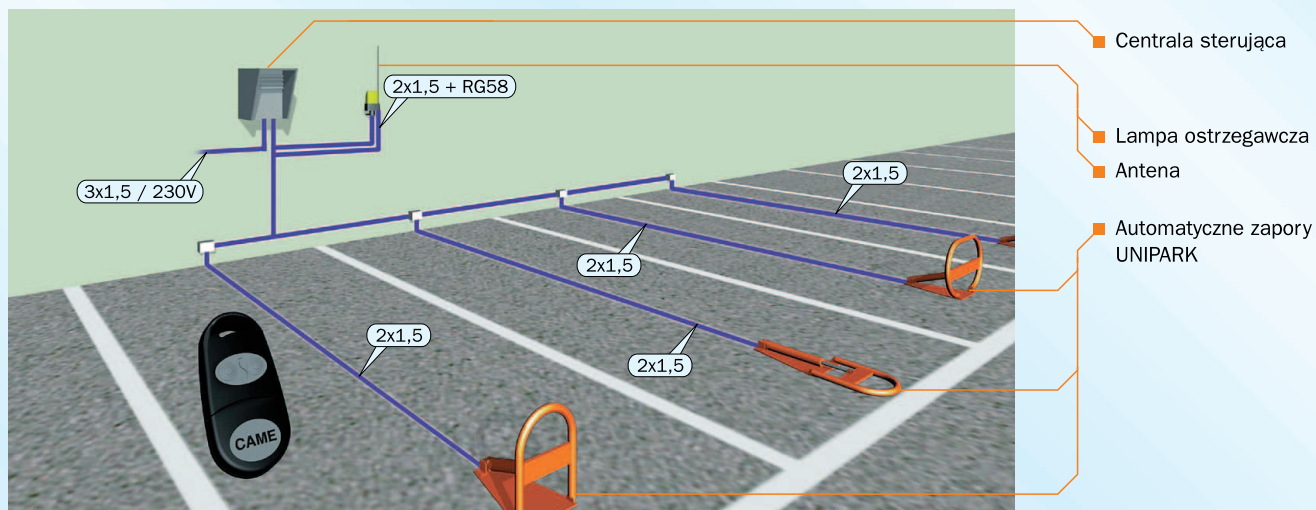 Centrala sterująca
2x1,5 + RG58
Lampa ostrzegawcza
Antena
3x1,5 / 230V
2x1,5
Automatyczne zapory
UNIPARK
2x1,5
2x1,5
2x1,5
CAME